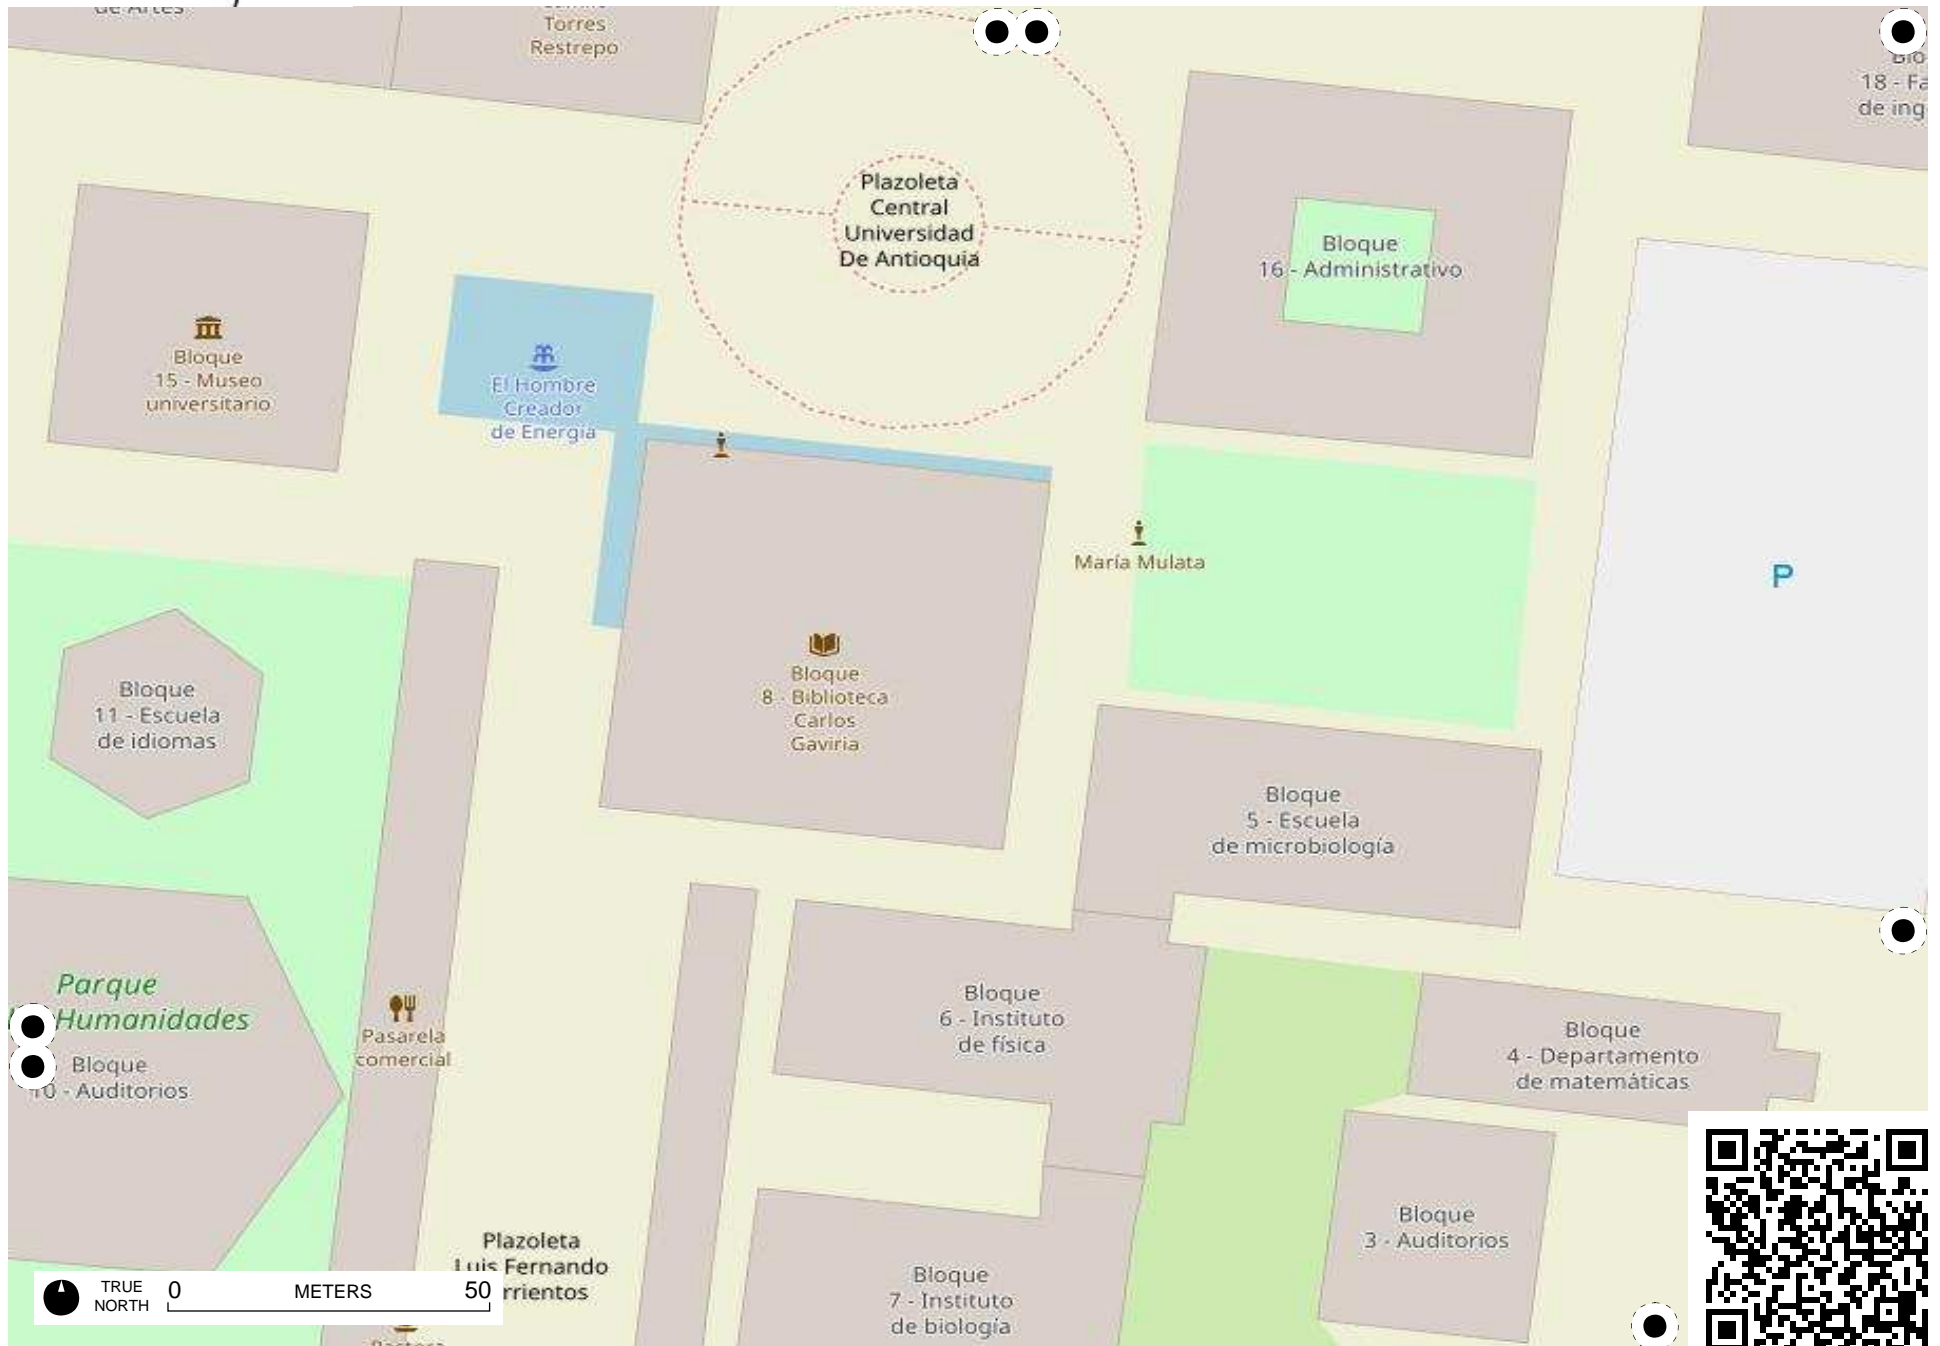 de Artes
Torres
Restrepo
18 - Fa
de ing
Plazoleta
Central
Universidad
De Antioquia
Bloque
16 - Administrativo
Bloque
15 - Museo
universitario
El Hombre
Creador
de Energía
María Mulata
P
Bloque
8 - Biblioteca
Carlos
Gaviria
Bloque
11 - Escuela
de idiomas
Bloque
5 - Escuela
de microbiología
Parque
Humanidades
Bloque
10 - Auditorios
Pasarela
comercial
Bloque
6 - Instituto
de física
Bloque
4 - Departamento
de matemáticas
Bloque
3 - Auditorios
Plazoleta
Luis Fernando
rrientos
Bloque
7 - Instituto
de biología
TRUE
NORTH
0 METERS 50